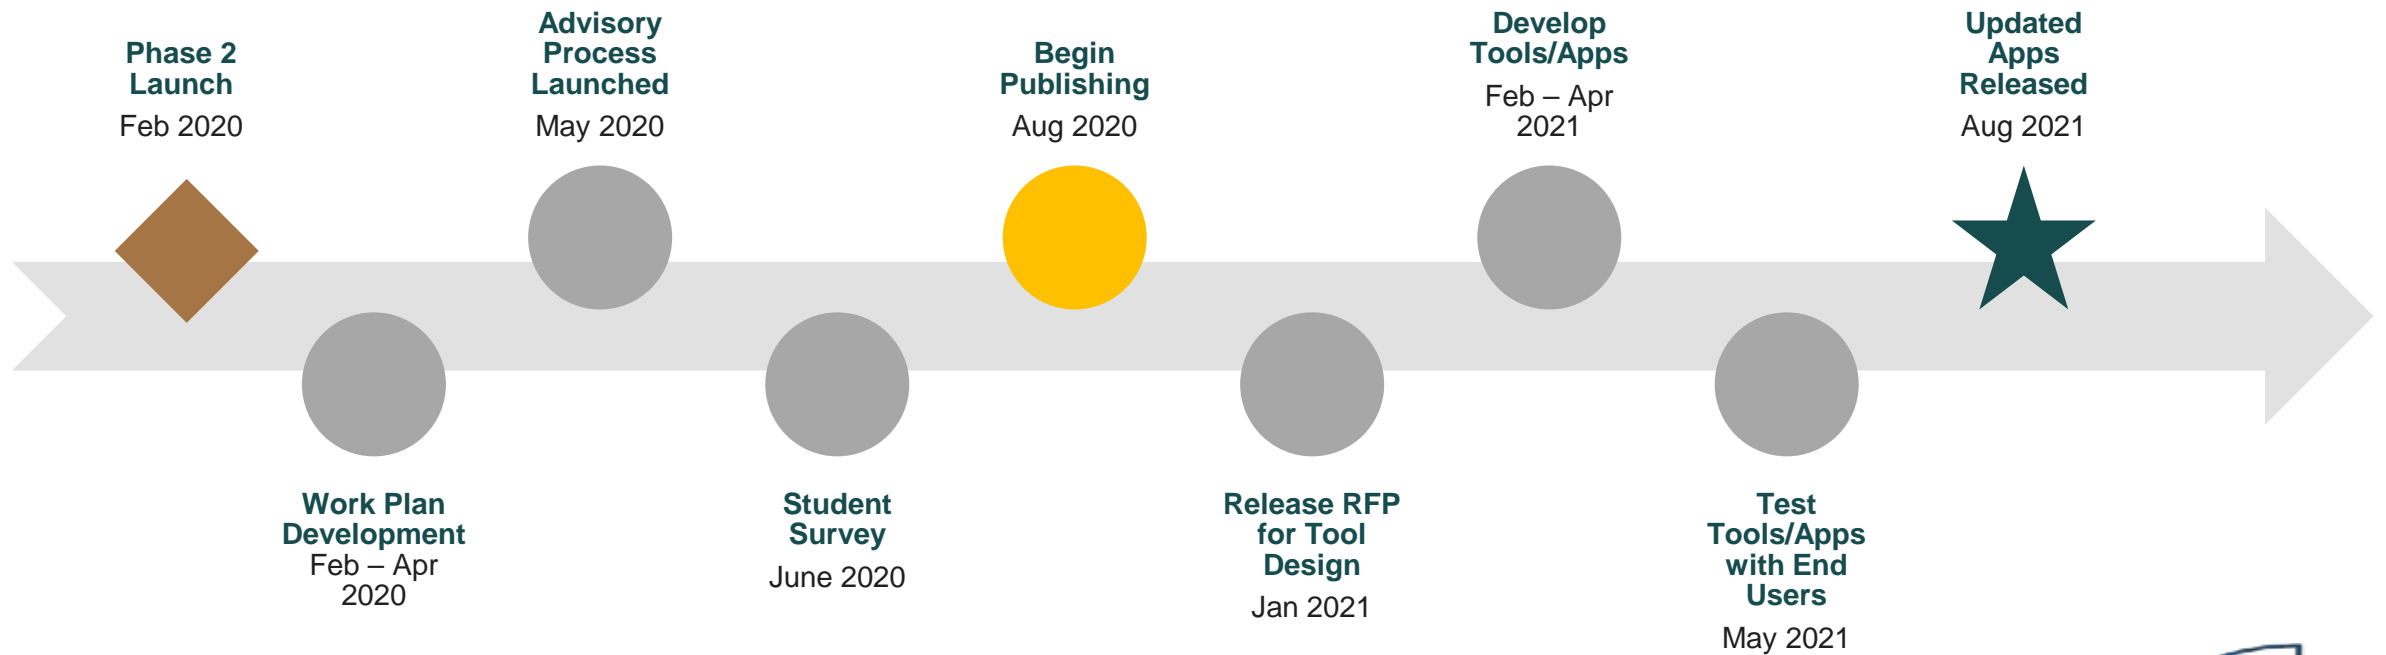 Phase 2
Launch
Feb 2020
Work Plan
Development
Feb – Apr
2020
Advisory
Process
Launched
May 2020
Student
Survey
June 2020
Begin
Publishing
Aug 2020
Release RFP
for Tool
Design
Jan 2021
Develop
Tools/Apps
Feb – Apr
2021
Test
Tools/Apps
with End
Users
May 2021
Updated
Apps
Released
Aug 2021